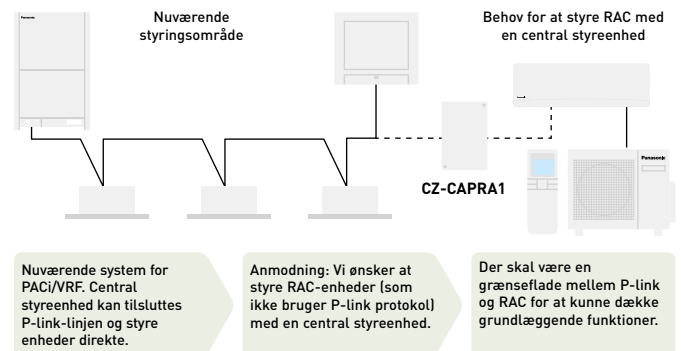 Panasonic
Nuværende
styringsområde
Behov for at styre RAC med
en central styreenhed
CZ-CAPRA1
Panasonic
Nuværende system for
PACi/VRF. Central
styreenhed kan tilsluttes
P-link-linjen og styre
enheder direkte.
Anmodning: Vi ønsker at
styre RAC-enheder (som
ikke bruger P-link protokol)
med en central styreenhed.
Der skal være en
grænseflade mellem P-link
og RAC for at kunne dække
grundlæggende funktioner.